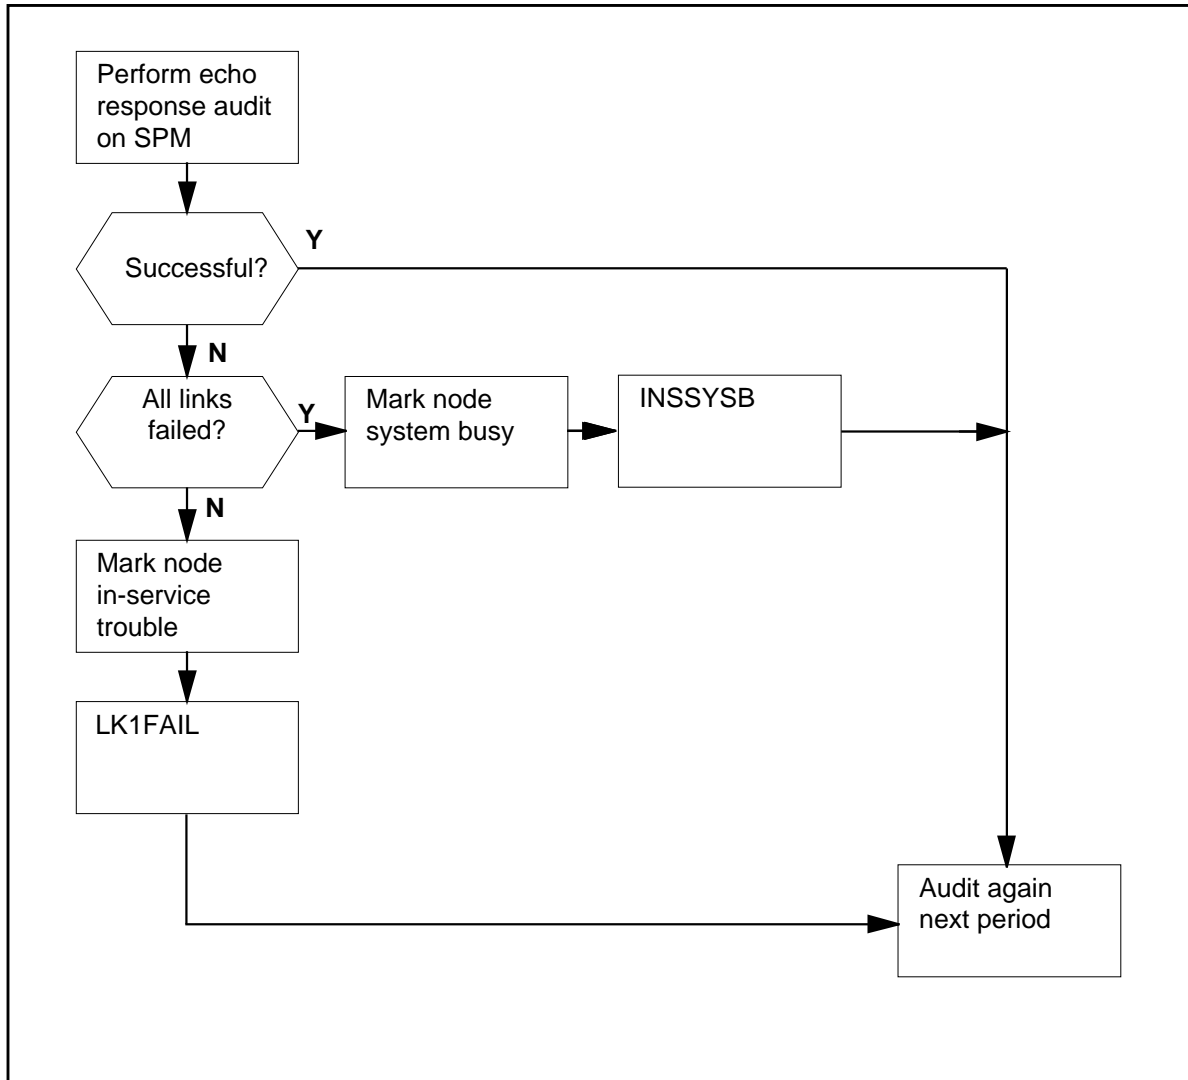 Perform echo
response audit
on SPM
Y
Successful?
N
All links
failed?
Y
Mark node
system busy
INSSYSB
N
Mark node
in-service
trouble
LK1FAIL
Audit again
next period